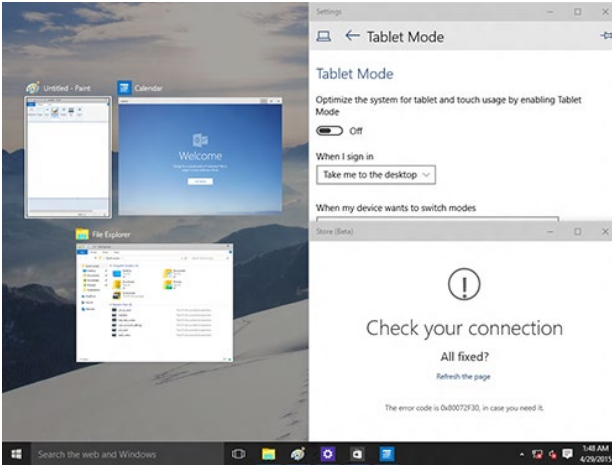 Settings
Tablet Mode
Tablet Mode
Optimize the system for tablet and touch usage by enabling Tablet
Mode
Off
When I sign in
Take me to the desktop
When my device wants to switch modes
Untitled - Paint
Calendar
Welcome
File Explorer
Store (Beta)
Check your connection
All fixed?
Refresh the page
The error code is 0x80072F30, in case you need it.
Search the web and Windows
1:48 AM
4/29/2015